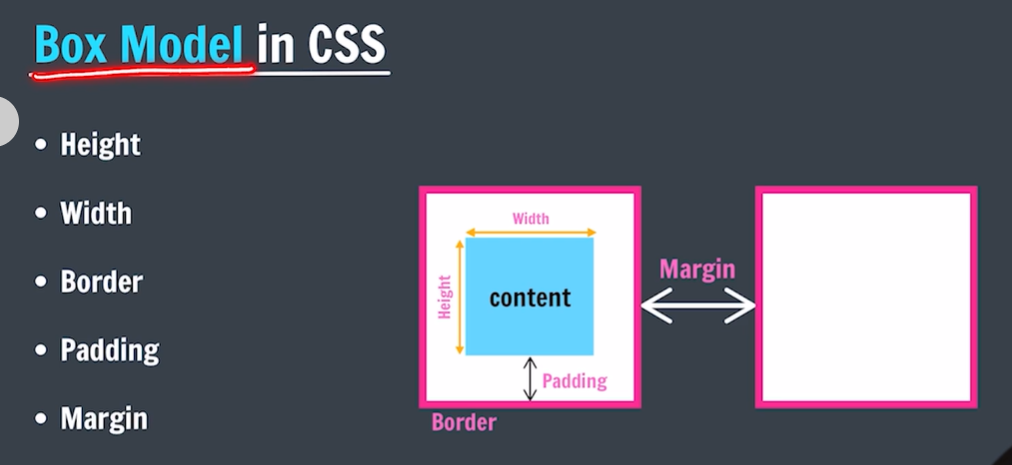 Box Model in CSS
• Height
• Width
• Border
• Padding
• Margin
Width
Height
content
Padding
Border
Margin